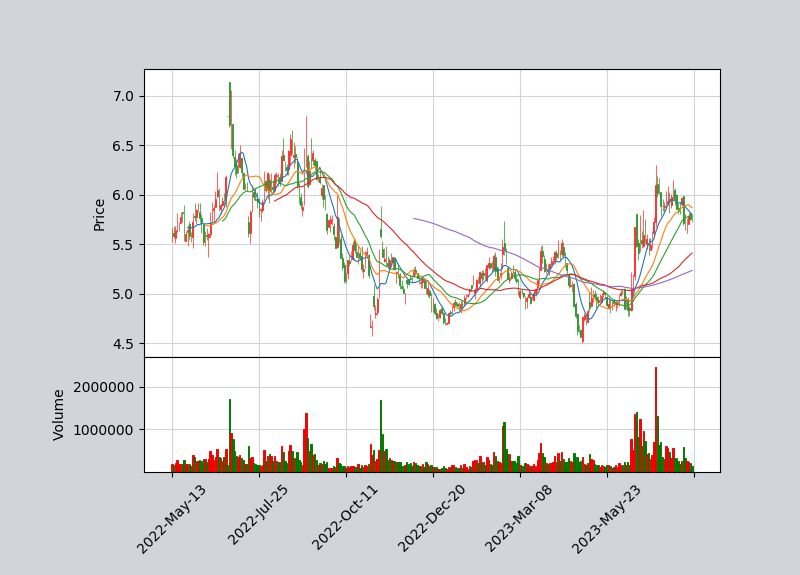 Price
7.0
6.5
6.0
5.5
5.0
4.5
Volume
2000000
1000000
2022-May-13
2022-Jul-25
2022-Oct-11
2022-Dec-20
2023-Mar-08
2023-May-23